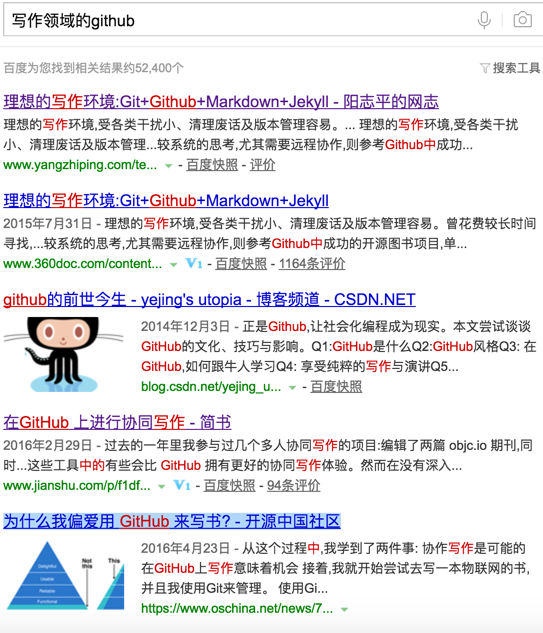 写作领域的github
百度为您找到相关结果约52,400个
搜索工具
理想的写作环境:Git+Github+Markdown+Jekyll - 阳志平的网志
理想的写作环境,受各类干扰小、清理废话及版本管理容易。... 理想的写作环境,受各类干扰
小、清理废话及版本管理...较系统的思考,尤其需要远程协作,则参考Github中成功...
www.yangzhiping.com/te... - 百度快照 - 评价
理想的写作环境:Git+Github+Markdown+Jekyll
2015年7月31日 - 理想的写作环境,受各类干扰小、清理废话及版本管理容易。曾花费较长时间
寻找,...较系统的思考,尤其需要远程协作,则参考Github中成功的开源图书项目,单...
www.360doc.com/content... V1 - 百度快照 - 1164条评价
github的前世今生 - yejing's utopia - 博客频道 - CSDN.NET
2014年12月3日 - 正是Github,让社会化编程成为现实。本文尝试谈谈
GitHub的文化、技巧与影响。Q1:GitHub是什么Q2:GitHub风格Q3: 在
GitHub,如何跟牛人学习Q4: 享受纯粹的写作与演讲Q5...
blog.csdn.net/yejing_u... - 百度快照
在GitHub 上进行协同写作 - 简书
2016年2月29日 - 过去的一年里我参与过几个多人协同写作的项目:编辑了两篇 objc.io 期刊,同
时...这些工具中的有些会比 GitHub 拥有更好的协同写作体验。然而在没有深入...
www.jianshu.com/p/f1df... V1 - 百度快照 - 94条评价
为什么我偏爱用 GitHub 来写书? - 开源中国社区
Not this
This
Delightful
Usable
Reliable
Functional
2016年4月23日 - 从这个过程中,我学到了两件事: 协作写作是可能的
在GitHub上写作意味着机会 接着,我就开始尝试去写一本物联网的书,
并且我使用Git来管理。 使用Gi...
https://www.oschina.net/news/7...